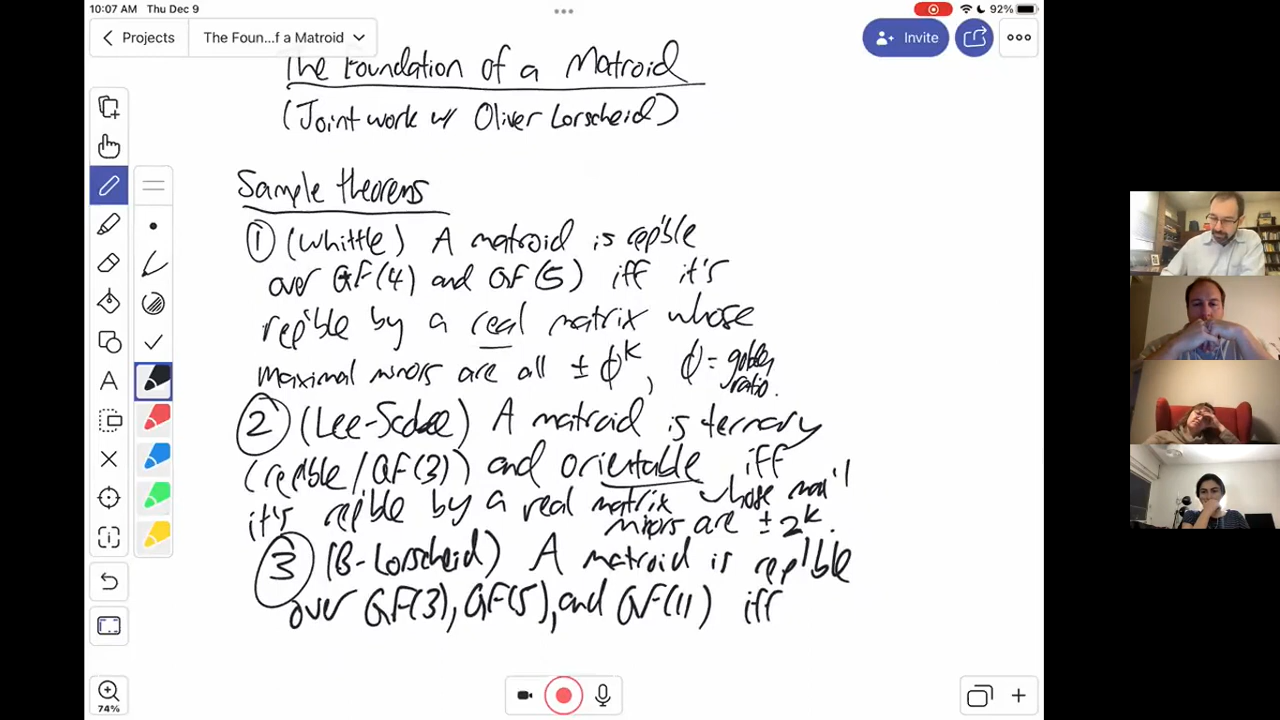 10:07 AM Thu Dec 9
92%
Projects
The Foun...f a Matroid
Invite
The Foundation of a Matroid
(Joint work w/ Oliver Lorscheid)
Sample theorems
① (Whittle) A matroid is rep'ble
over GF(4) and GF(5) iff it's
rep'ble by a real matrix whose
maximal minors are all ± ϕ^k, ϕ = golden
ratio.
② (Lee-Scobee) A matroid is ternary
(rep'ble/GF(3)) and orientable iff
it's rep'ble by a real matrix whose max'l
minors are ± 2^k.
③ (B-Lorscheid) A matroid is rep'ble
over GF(3), GF(5), and GF(11) iff
A
74%